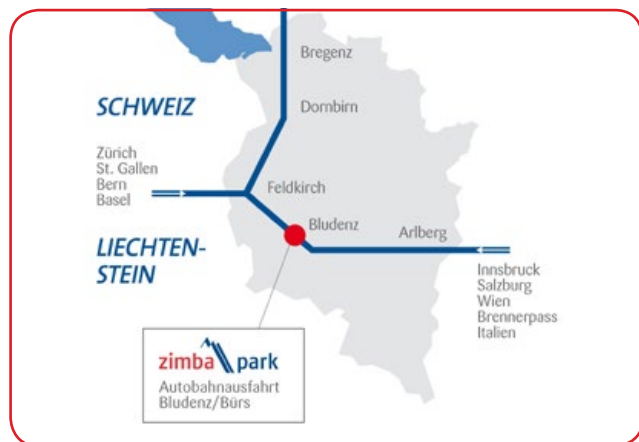 Bregenz
SCHWEIZ
Dornbirn
Zürich
St. Gallen
Bern
Basel
Feldkirch
Bludenz
Arlberg
LIECHTEN-
STEIN
Innsbruck
Salzburg
Wien
Brennerpass
Italien
zimba park
Autobahnausfahrt
Bludenz/Bürs